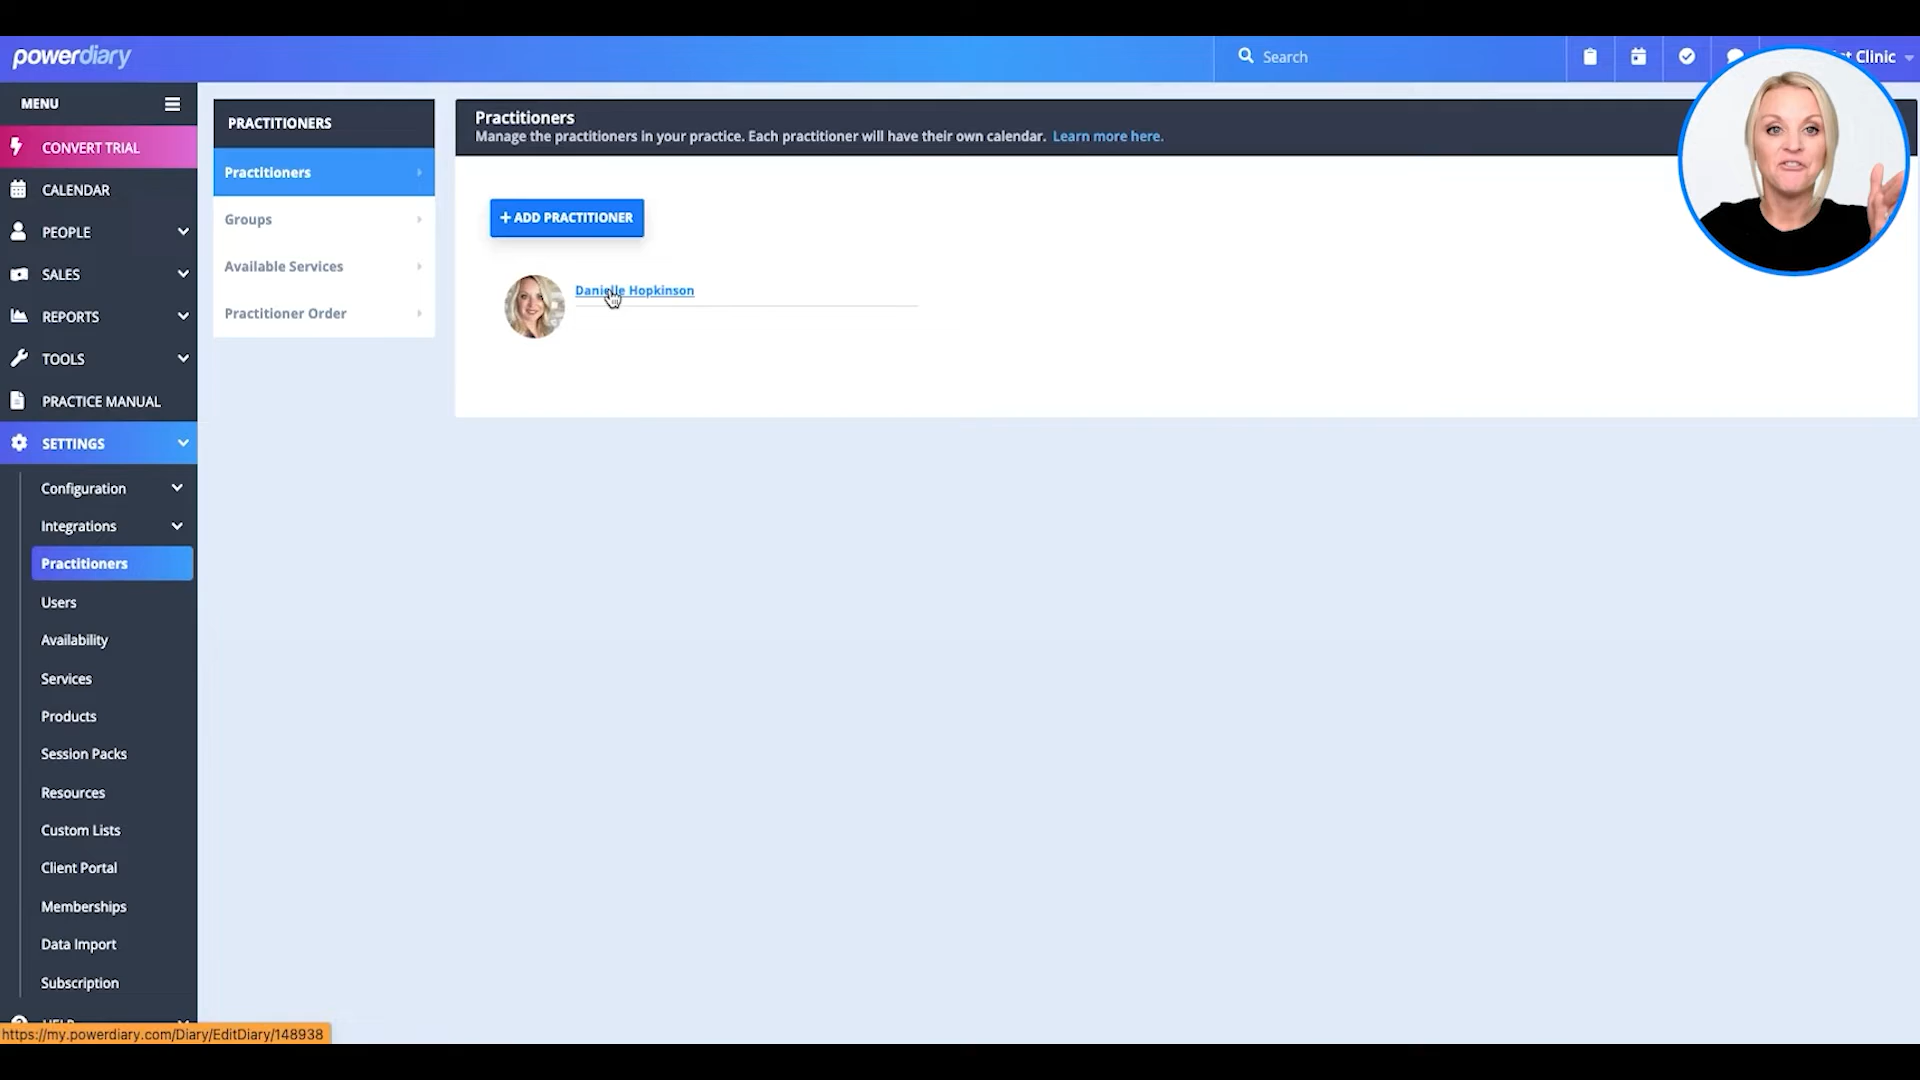 powerdiary
Search
Clinic
MENU
CONVERT TRIAL
CALENDAR
PEOPLE
SALES
REPORTS
TOOLS
PRACTICE MANUAL
SETTINGS
Configuration
Integrations
Practitioners
Users
Availability
Services
Products
Session Packs
Resources
Custom Lists
Client Portal
Memberships
Data Import
Subscription
PRACTITIONERS
Practitioners
Groups
Available Services
Practitioner Order
Practitioners
Manage the practitioners in your practice. Each practitioner will have their own calendar. Learn more here.
+ ADD PRACTITIONER
Danielle Hopkinson
https://my.powerdiary.com/Diary/EditDiary/148938